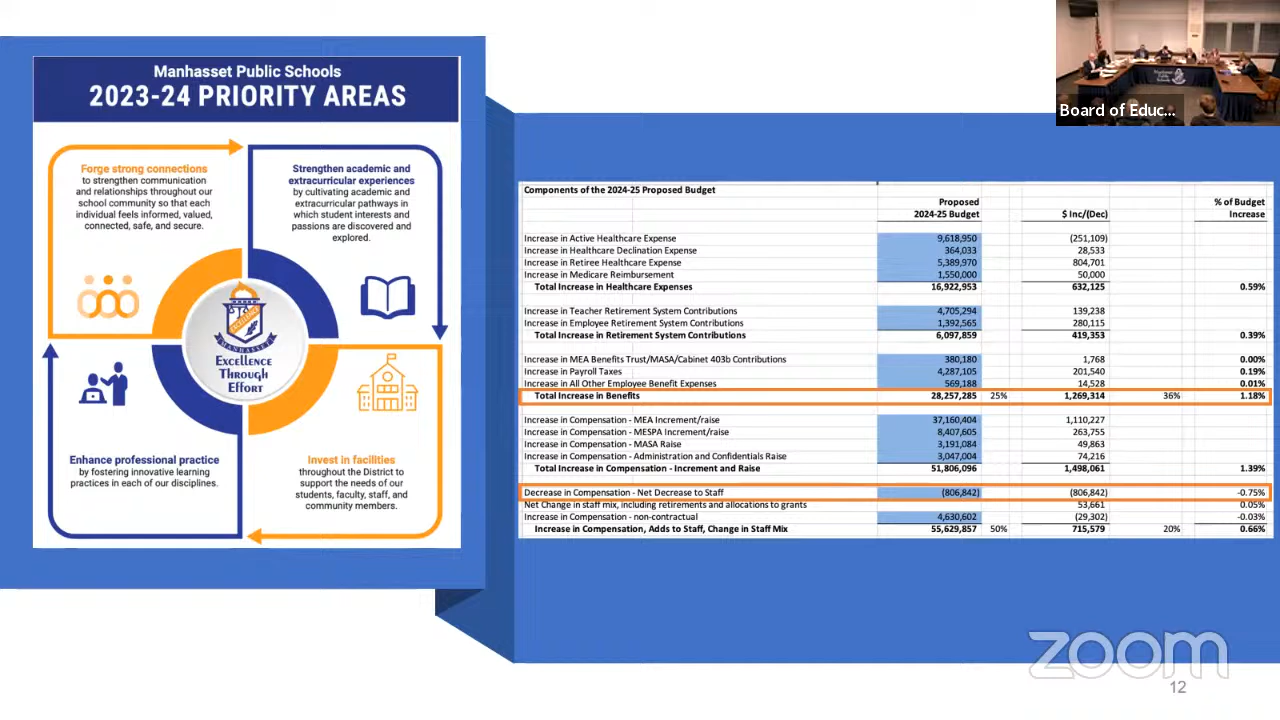 Manhasset Public Schools
2023-24 PRIORITY AREAS
Forge strong connections
to strengthen communication
and relationships throughout our
school community so that each
individual feels informed, valued,
connected, safe, and secure.
Strengthen academic and
extracurricular experiences
by cultivating academic and
extracurricular pathways in
which student interests and
passions are discovered and
explored.
EXCELLENCE
MANHASSET
Excellence
Through
Effort
Enhance professional practice
by fostering innovative learning
practices in each of our disciplines.
Invest in facilities
throughout the District to
support the needs of our
students, faculty, staff, and
community members.
Board of Educ...
Manhasset
Public
Schools
Components of the 2024-25 Proposed Budget
Proposed
2024-25 Budget $ Inc/(Dec) % of Budget
Increase
Increase in Active Healthcare Expense 9,618,950 (251,109)
Increase in Healthcare Declination Expense 364,033 28,533
Increase in Retiree Healthcare Expense 5,389,970 804,701
Increase in Medicare Reimbursement 1,550,000 50,000
Total Increase in Healthcare Expenses 16,922,953 632,125 0.59%
Increase in Teacher Retirement System Contributions 4,705,294 139,238
Increase in Employee Retirement System Contributions 1,392,565 280,115
Total Increase in Retirement System Contributions 6,097,859 419,353 0.39%
Increase in MEA Benefits Trust/MASA/Cabinet 403b Contributions 380,180 1,768 0.00%
Increase in Payroll Taxes 4,287,105 201,540 0.19%
Increase in All Other Employee Benefit Expenses 569,188 14,528 0.01%
Total Increase in Benefits 28,257,285 25% 1,269,314 36% 1.18%
Increase in Compensation - MEA Increment/raise 37,160,404 1,110,227
Increase in Compensation - MESPA Increment/raise 8,407,605 263,755
Increase in Compensation - MASA Raise 3,191,084 49,863
Increase in Compensation - Administration and Confidentials Raise 3,047,004 74,216
Total Increase in Compensation - Increment and Raise 51,806,096 1,498,061 1.39%
Decrease in Compensation - Net Decrease to Staff (806,842) (806,842) -0.75%
Net Change in staff mix, including retirements and allocations to grants 53,661 0.05%
Increase in Compensation - non-contractual 4,630,602 (29,302) -0.03%
Increase in Compensation, Adds to Staff, Change in Staff Mix 55,629,857 50% 715,579 20% 0.66%
zoom
12